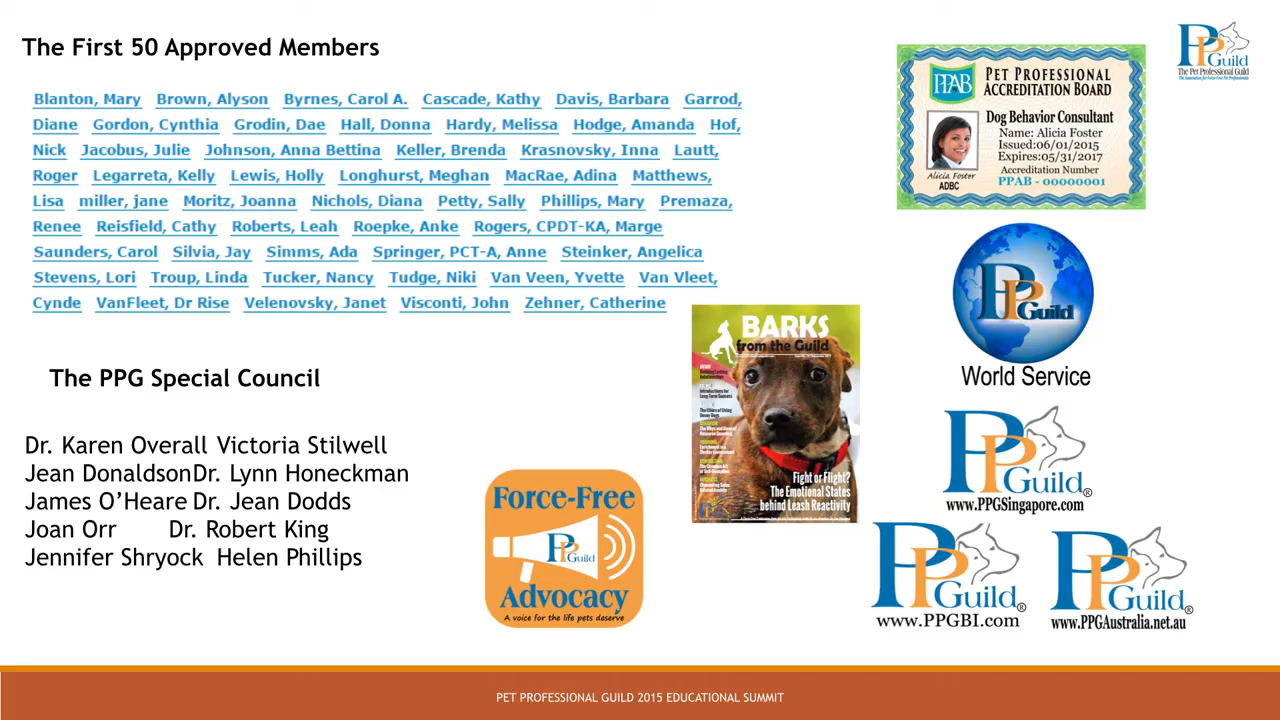 The First 50 Approved Members
Blanton, Mary Brown, Alyson Byrnes, Carol A. Cascade, Kathy Davis, Barbara Garrod,
Diane Gordon, Cynthia Grodin, Dae Hall, Donna Hardy, Melissa Hodge, Amanda Hof,
Nick Jacobus, Julie Johnson, Anna Bettina Keller, Brenda Krasnovsky, Inna Lautt,
Roger Legarreta, Kelly Lewis, Holly Longhurst, Meghan MacRae, Adina Matthews,
Lisa miller, jane Moritz, Joanna Nichols, Diana Petty, Sally Phillips, Mary Premaza,
Renee Reisfield, Cathy Roberts, Leah Roepke, Anke Rogers, CPDT-KA, Marge
Saunders, Carol Silvia, Jay Simms, Ada Springer, PCT-A, Anne Steinker, Angelica
Stevens, Lori Troup, Linda Tucker, Nancy Tudge, Niki Van Veen, Yvette Van Vleet,
Cynde VanFleet, Dr Rise Velenovsky, Janet Visconti, John Zehner, Catherine
The PPG Special Council
Dr. Karen Overall Victoria Stilwell
Jean Donaldson Dr. Lynn Honeckman
James O’Heare Dr. Jean Dodds
Joan Orr Dr. Robert King
Jennifer Shryock Helen Phillips
Force-Free
PPGuild
Advocacy
A voice for the life pets deserve
BARKS
from the Guild
Fight or Flight?
The Emotional States
behind Leash Reactivity
PPGuild
The Pet Professional Guild
The Association for Force-Free Pet Professionals
PPAB
PET PROFESSIONAL
ACCREDITATION BOARD
Dog Behavior Consultant
Name: Alicia Foster
Issued:06/01/2015
Expires:05/31/2017
Accreditation Number
PPAB - 00000001
Alicia Foster
ADBC
PPGuild
World Service
PPGuild®
www.PPGSingapore.com
PPGuild®
www.PPGBI.com
PPGuild®
www.PPGAustralia.net.au
PET PROFESSIONAL GUILD 2015 EDUCATIONAL SUMMIT